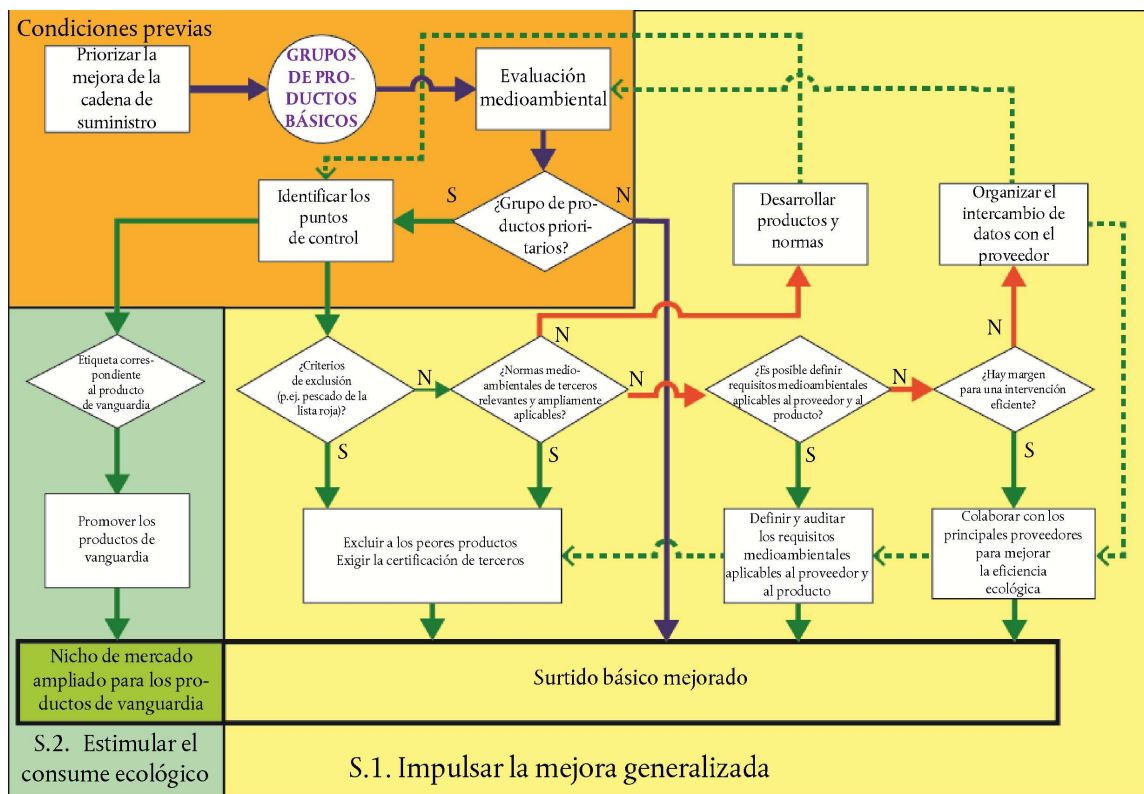 Condiciones previas
Priorizar la
mejora de la
cadena de
suministro
GRUPOS
DE PRO-
DUCTOS
BÁSICOS
Evaluación
medioambiental
Identificar los
puntos
de control
S
¿Grupo de pro-
ductos priori-
tarios?
N
Desarrollar
productos y
normas
Organizar el
intercambio de
datos con el
proveedor
Etiqueta corres-
pondiente
al producto
de vanguardia
¿Criterios
de exclusión
(p.ej. pescado de la
lista roja)?
N
S
¿Normas medio-
ambientales de terceros
relevantes y ampliamente
aplicables?
N
N
S
¿Es posible definir
requisitos medioambientales
aplicables al proveedor y al
producto?
N
S
¿Hay margen
para una intervención
eficiente?
N
S
Promover los
productos de
vanguardia
Excluir a los peores productos
Exigir la certificación de terceros
Definir y auditar
los requisitos
medioambientales
aplicables al proveedor y
al producto
Colaborar con los
principales proveedores
para mejorar
la eficiencia
ecológica
Nicho de mercado
ampliado para los pro-
ductos de vanguardia
Surtido básico mejorado
S.2. Estimular el
consume ecológico
S.1. Impulsar la mejora generalizada